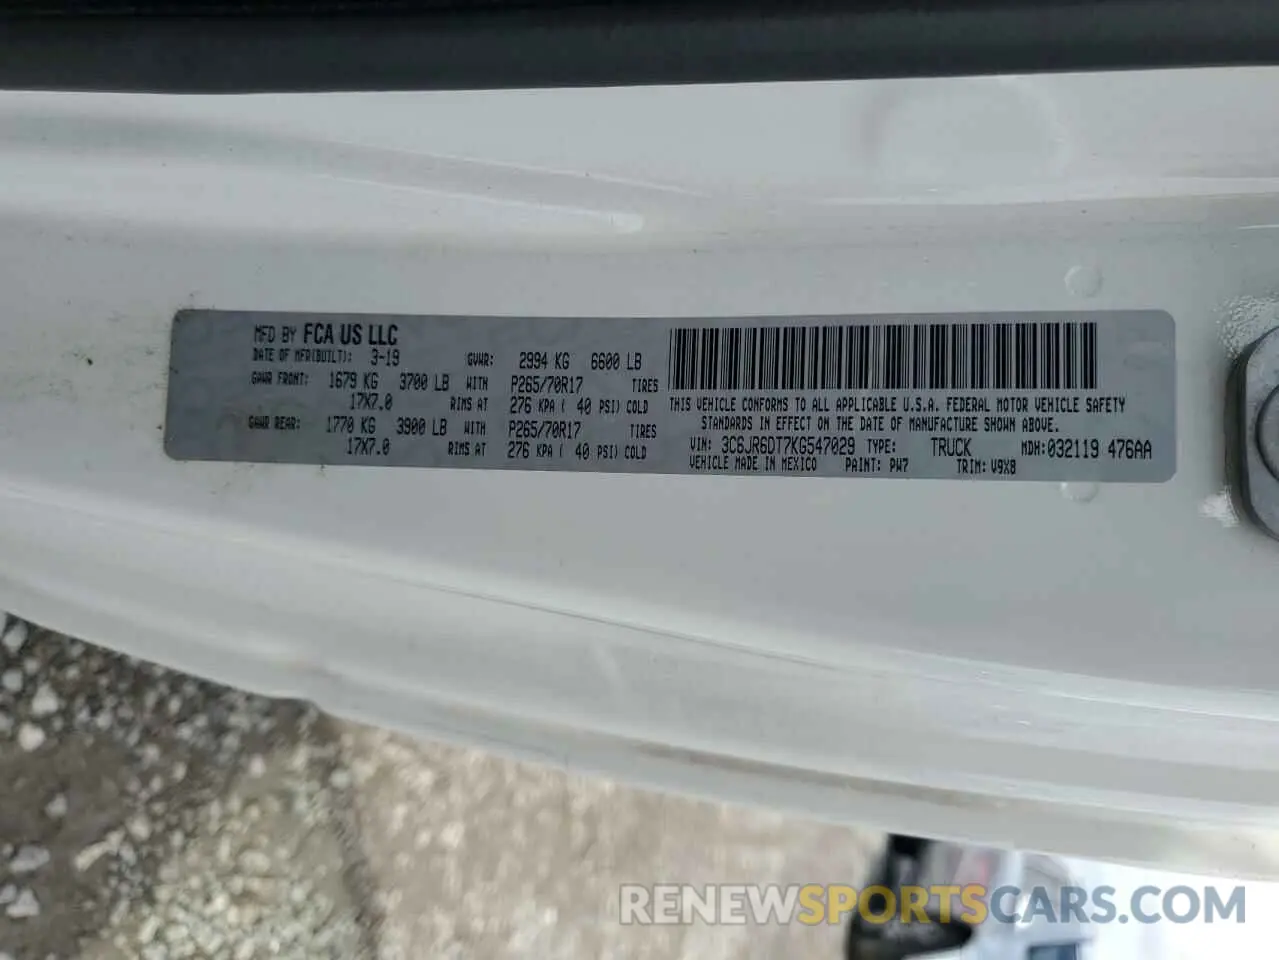 MFD BY FCA US LLC
DATE OF MFR(BUILT): 3-19 GVWR: 2994 KG 6600 LB
GAWR FRONT: 1679 KG 3700 LB WITH P265/70R17 TIRES
17X7.0 RIMS AT 276 KPA ( 40 PSI) COLD
GAWR REAR: 1770 KG 3900 LB WITH P265/70R17 TIRES
17X7.0 RIMS AT 276 KPA ( 40 PSI) COLD
THIS VEHICLE CONFORMS TO ALL APPLICABLE U.S.A. FEDERAL MOTOR VEHICLE SAFETY
STANDARDS IN EFFECT ON THE DATE OF MANUFACTURE SHOWN ABOVE.
VIN: 3C6JR6DT7KG547029 TYPE: TRUCK MDH:032119 476AA
VEHICLE MADE IN MEXICO PAINT: PW7 TRIM: V9X8
RENEWSPORTSCARS.COM